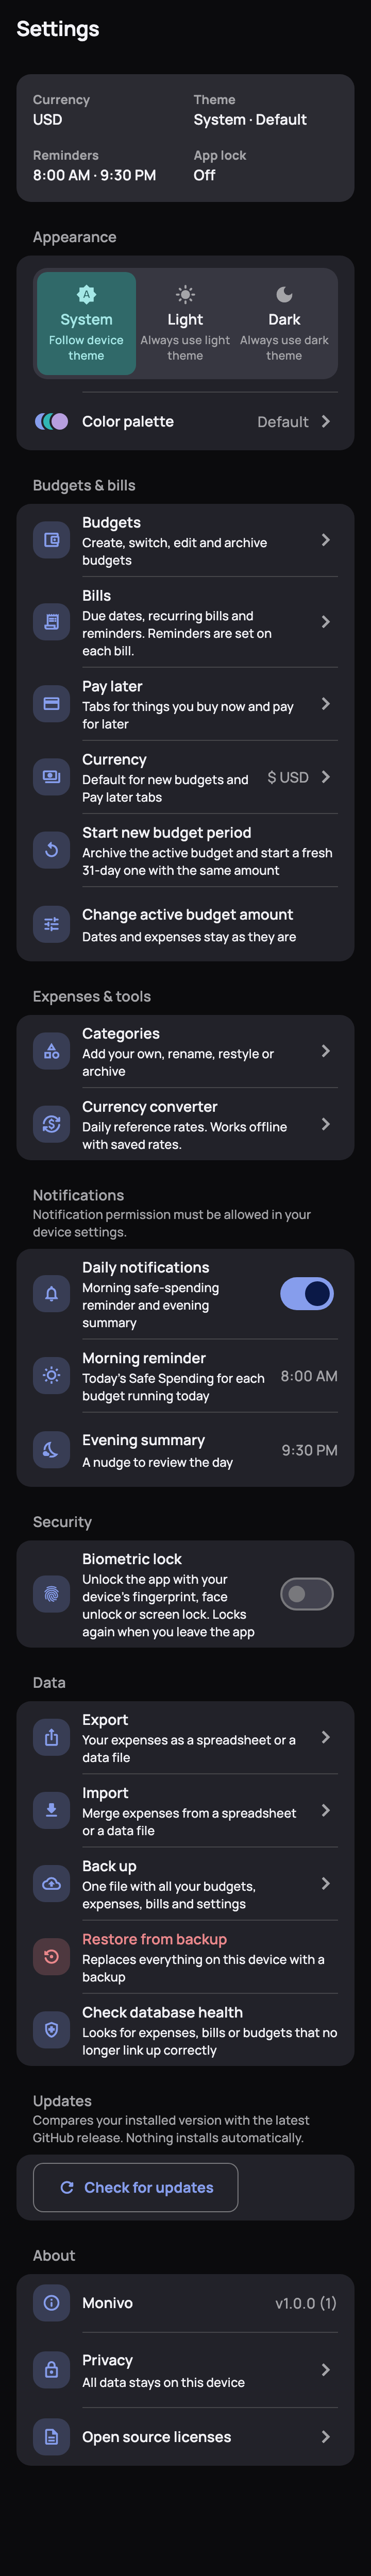 Settings
Currency
USD
Theme
System · Default
Reminders
8:00 AM · 9:30 PM
App lock
Off
Appearance
System
Follow device
theme
Light
Always use light
theme
Dark
Always use dark
theme
Color palette
Default
Budgets & bills
Budgets
Create, switch, edit and archive
budgets
Bills
Due dates, recurring bills and
reminders. Reminders are set on
each bill.
Pay later
Tabs for things you buy now and pay
for later
Currency
Default for new budgets and
Pay later tabs
$ USD
Start new budget period
Archive the active budget and start a fresh
31-day one with the same amount
Change active budget amount
Dates and expenses stay as they are
Expenses & tools
Categories
Add your own, rename, restyle or
archive
Currency converter
Daily reference rates. Works offline
with saved rates.
Notifications
Notification permission must be allowed in your
device settings.
Daily notifications
Morning safe-spending
reminder and evening
summary
Morning reminder
Today's Safe Spending for each
budget running today
8:00 AM
Evening summary
A nudge to review the day
9:30 PM
Security
Biometric lock
Unlock the app with your
device's fingerprint, face
unlock or screen lock. Locks
again when you leave the app
Data
Export
Your expenses as a spreadsheet or a
data file
Import
Merge expenses from a spreadsheet
or a data file
Back up
One file with all your budgets,
expenses, bills and settings
Restore from backup
Replaces everything on this device with a
backup
Check database health
Looks for expenses, bills or budgets that no
longer link up correctly
Updates
Compares your installed version with the latest
GitHub release. Nothing installs automatically.
Check for updates
About
Monivo
v1.0.0 (1)
Privacy
All data stays on this device
Open source licenses